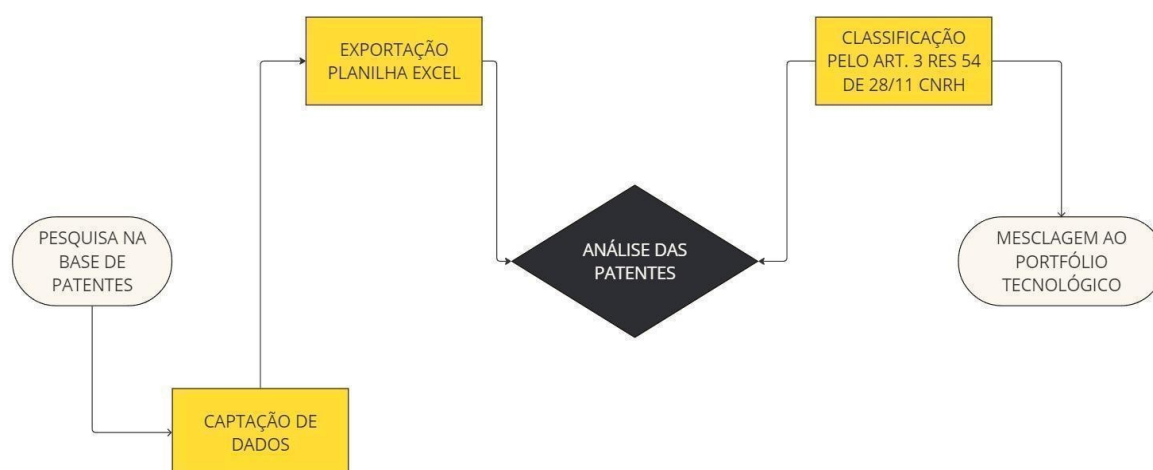 PESQUISA NA
BASE DE
PATENTES
CAPTAÇÃO DE
DADOS
EXPORTAÇÃO
PLANILHA EXCEL
ANÁLISE DAS
PATENTES
CLASSIFICAÇÃO
PELO ART. 3 RES 54
DE 28/11 CNRH
MESCLAGEM AO
PORTFÓLIO
TECNOLÓGICO